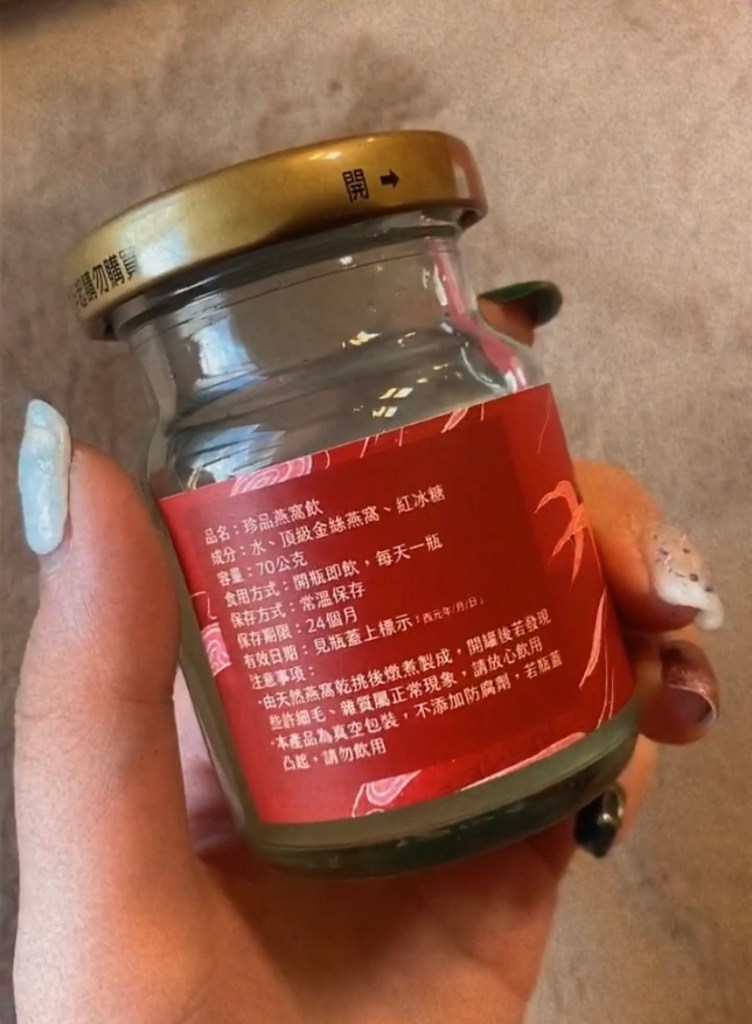 開 ➡
勿購買
品名：珍品燕窩飲
成分：水、頂級金絲燕窩、紅冰糖
容量：70公克
食用方式：開瓶即飲，每天一瓶
保存方式：常溫保存
保存期限：24個月
有效日期：見瓶蓋上標示「西元年/月/日」
注意事項：
·由天然燕窩乾挑後燉煮製成，開罐後若發現
些許細毛、雜質屬正常現象，請放心飲用
·本產品為真空包裝，不添加防腐劑，若瓶蓋
凸起，請勿飲用